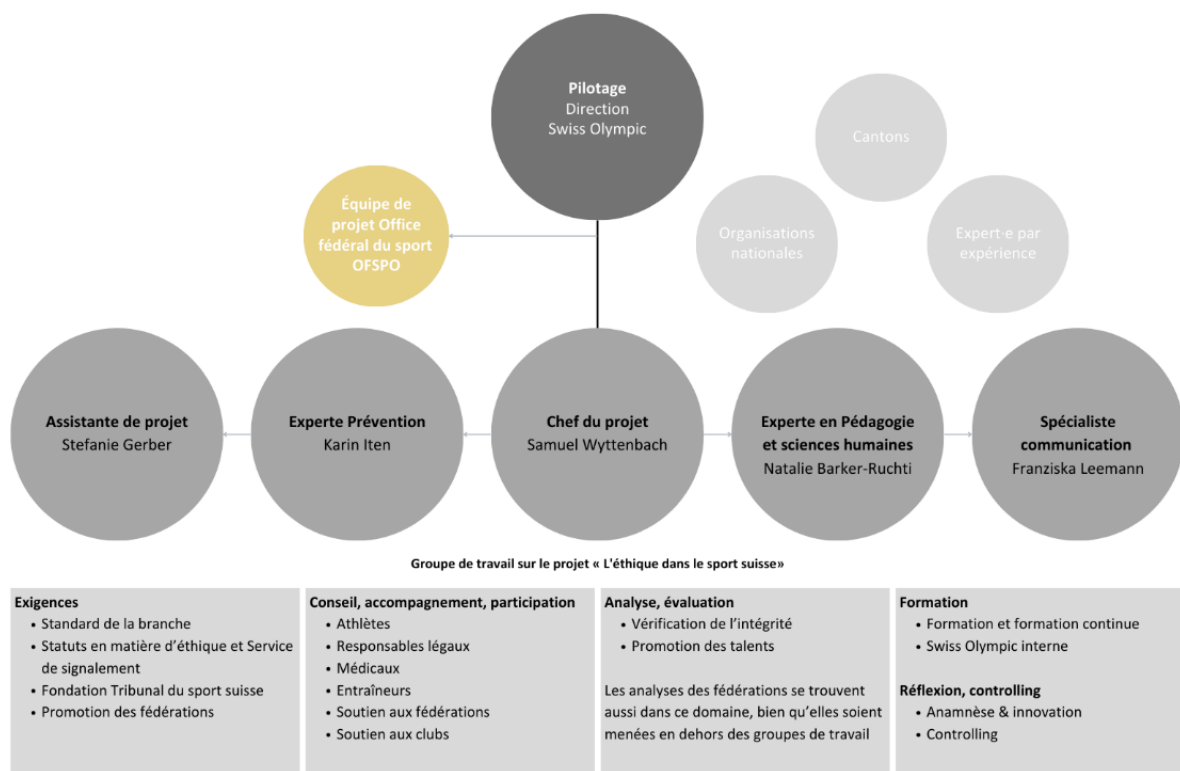 Pilotage
Direction
Swiss Olympic
Cantons
Équipe de
projet Office
fédéral du sport
OFSPO
Organisations
nationales
Expert·e par
expérience
Assistante de projet
Stefanie Gerber
Experte Prévention
Karin Iten
Chef du projet
Samuel Wyttenbach
Experte en Pédagogie
et sciences humaines
Natalie Barker-Ruchti
Spécialiste
communication
Franziska Leemann
Groupe de travail sur le projet « L'éthique dans le sport suisse»
Exigences
• Standard de la branche
• Statuts en matière d’éthique et Service
de signalement
• Fondation Tribunal du sport suisse
• Promotion des fédérations
Conseil, accompagnement, participation
• Athlètes
• Responsables légaux
• Médicaux
• Entraîneurs
• Soutien aux fédérations
• Soutien aux clubs
Analyse, évaluation
• Vérification de l’intégrité
• Promotion des talents
Les analyses des fédérations se trouvent
aussi dans ce domaine, bien qu’elles soient
menées en dehors des groupes de travail
Formation
• Formation et formation continue
• Swiss Olympic interne
Réflexion, controlling
• Anamnèse & innovation
• Controlling